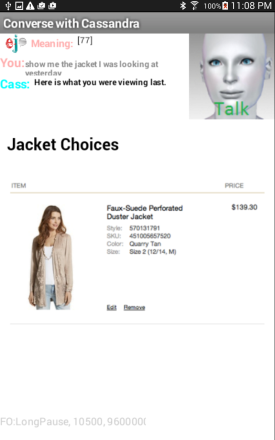 100% 11:08 PM
Converse with Cassandra
ejs Meaning: [77]
You: show me the jacket I was looking at
yesterday
Cass: Here is what you were viewing last.
Talk
Jacket Choices
ITEM PRICE
Faux-Suede Perforated $139.30
Duster Jacket
Style: 570131791
SKU: 451005657520
Color: Quarry Tan
Size: Size 2 (12/14, M)
Edit Remove
FO:LongPause, 10500, 960000